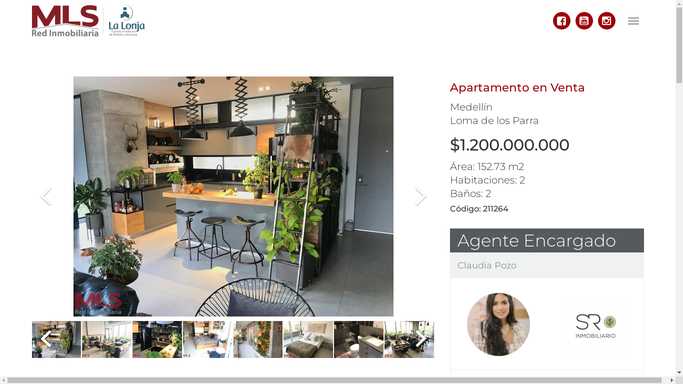 MLS
Red Inmobiliaria
La Lonja
Apartamento en Venta
Medellín
Loma de los Parra
$1.200.000.000
Área: 152.73 m2
Habitaciones: 2
Baños: 2
Código: 211264
Agente Encargado
Claudia Pozo
SR
INMOBILIARIO
MLS
Red Inmobiliaria